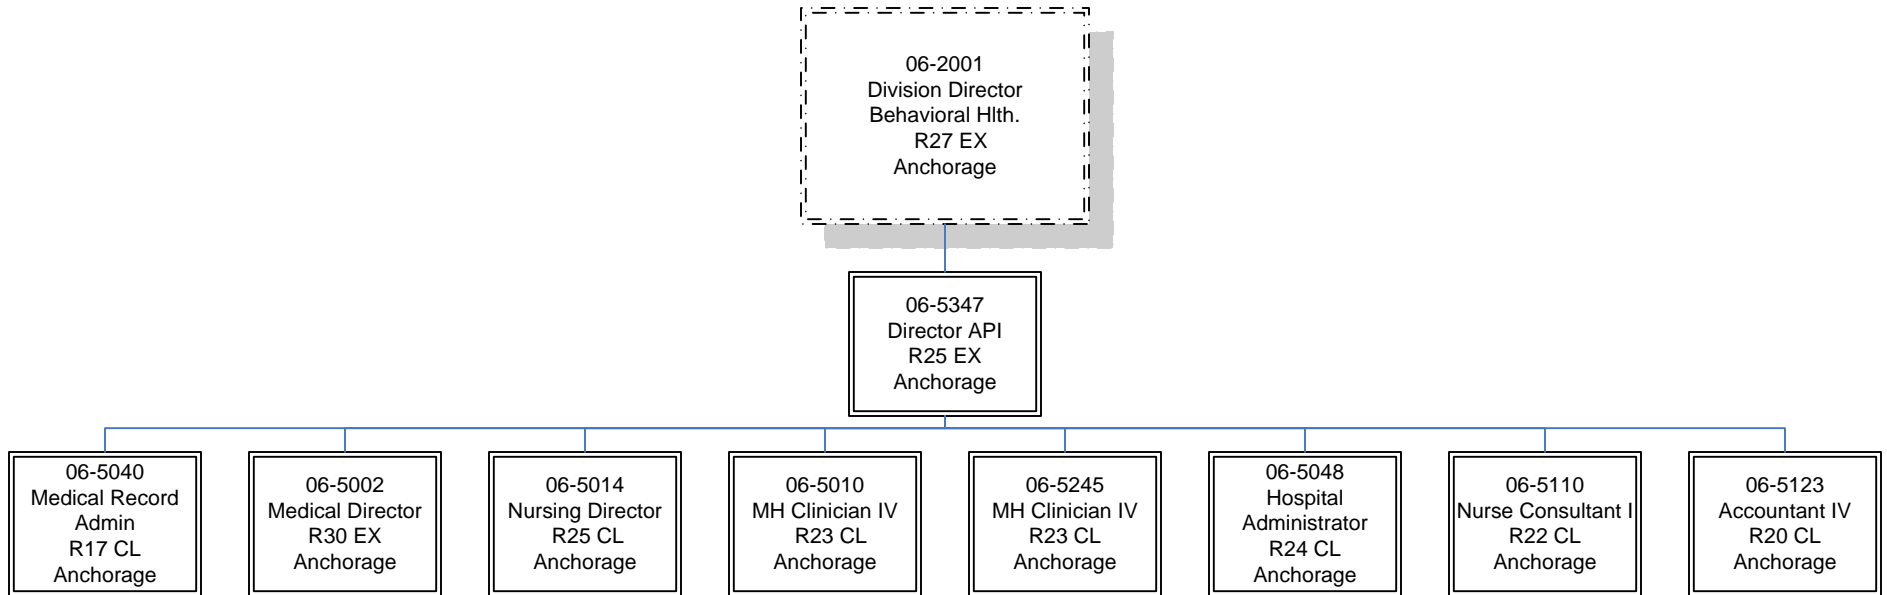 06-2001
Division Director
Behavioral Hlth.
R27 EX
Anchorage
06-5347
Director API
R25 EX
Anchorage
06-5040
Medical Record
Admin
R17 CL
Anchorage
06-5002
Medical Director
R30 EX
Anchorage
06-5014
Nursing Director
R25 CL
Anchorage
06-5010
MH Clinician IV
R23 CL
Anchorage
06-5245
MH Clinician IV
R23 CL
Anchorage
06-5048
Hospital
Administrator
R24 CL
Anchorage
06-5110
Nurse Consultant I
R22 CL
Anchorage
06-5123
Accountant IV
R20 CL
Anchorage